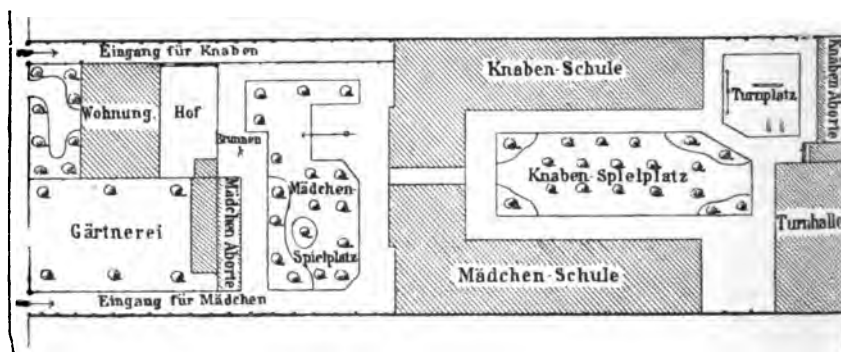 Eingang für Knaben
Wohnung.
Hof
Brunnen
Mädchen-
Spielplatz
Mädchen Aborte
Gärtnerei
Eingang für Mädchen
Knaben-Schule
Knaben-Spielplatz
Mädchen-Schule
Turnplatz
Knaben Aborte
Turnhalle